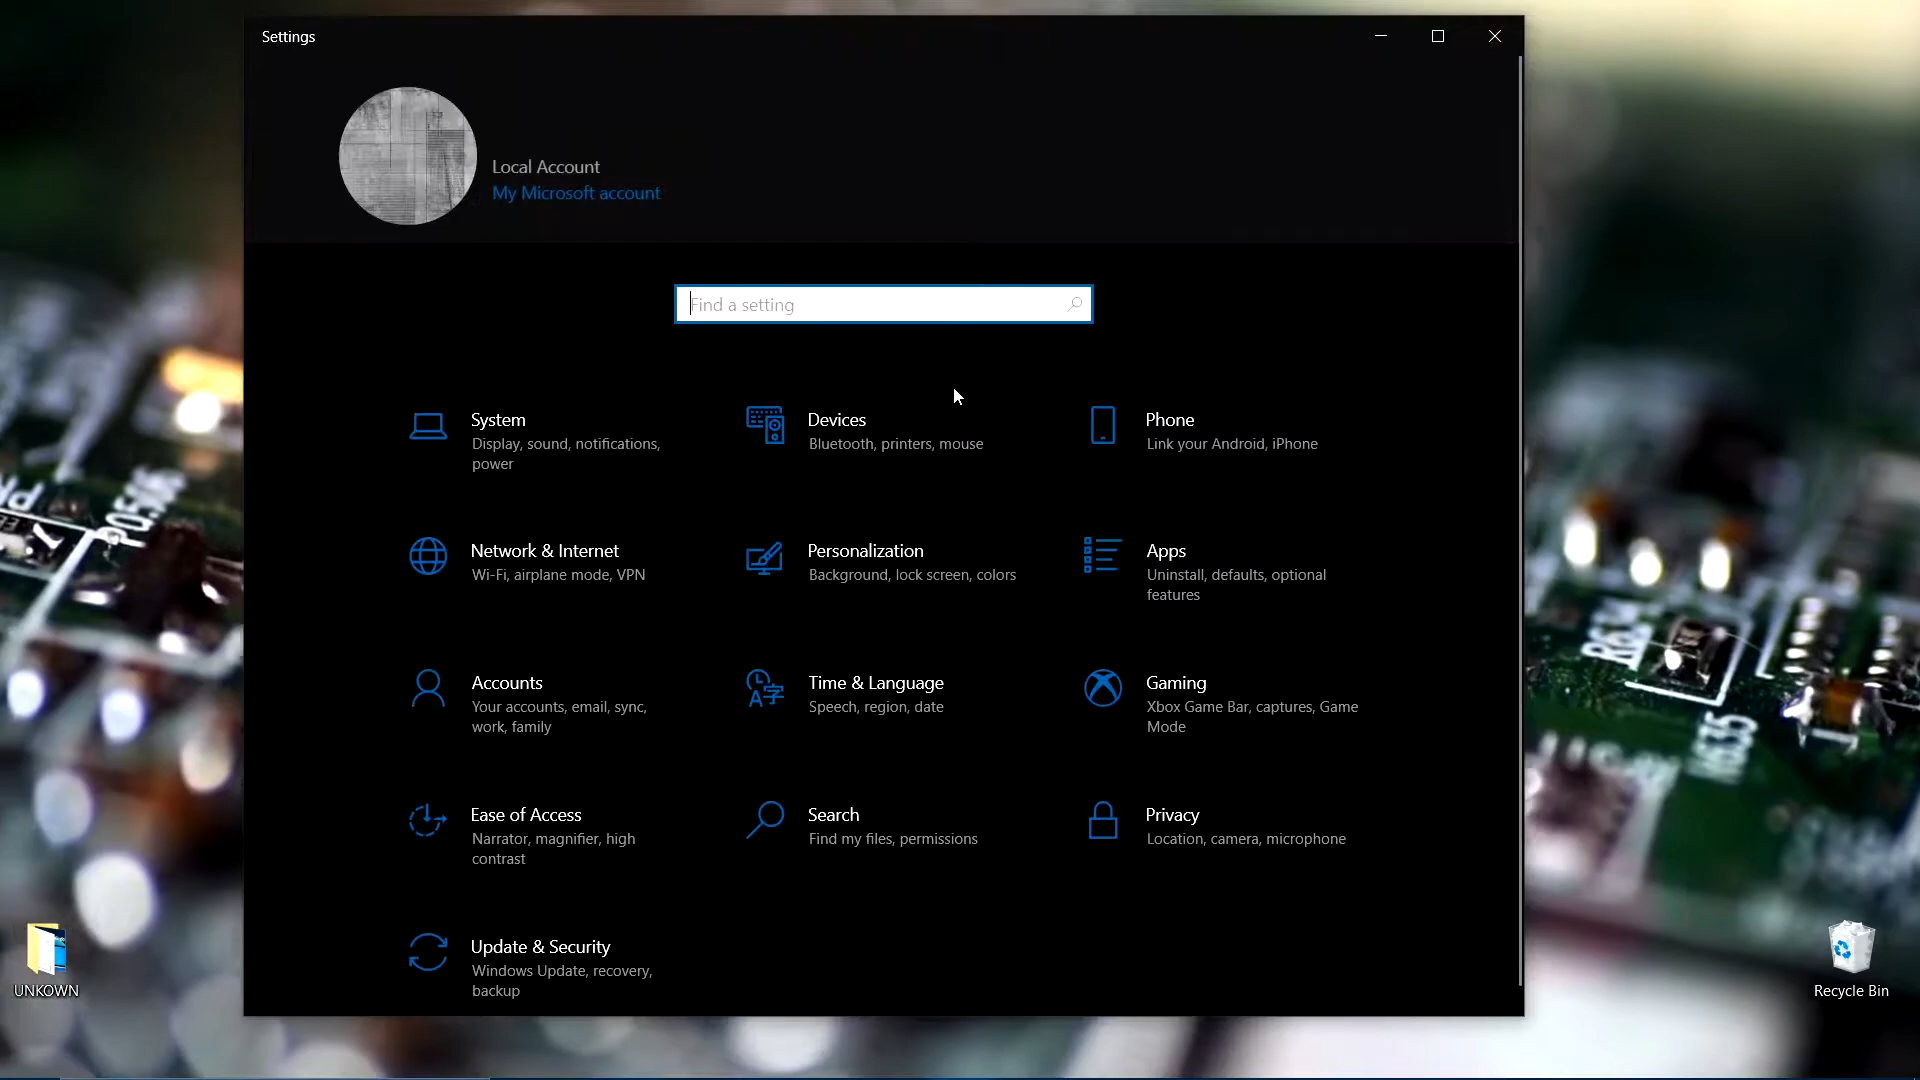 Settings
Local Account
My Microsoft account
Find a setting
System
Display, sound, notifications,
power
Devices
Bluetooth, printers, mouse
Phone
Link your Android, iPhone
Network & Internet
Wi-Fi, airplane mode, VPN
Personalization
Background, lock screen, colors
Apps
Uninstall, defaults, optional
features
Accounts
Your accounts, email, sync,
work, family
Time & Language
Speech, region, date
Gaming
Xbox Game Bar, captures, Game
Mode
Ease of Access
Narrator, magnifier, high
contrast
Search
Find my files, permissions
Privacy
Location, camera, microphone
Update & Security
Windows Update, recovery,
backup
UNKOWN
Recycle Bin